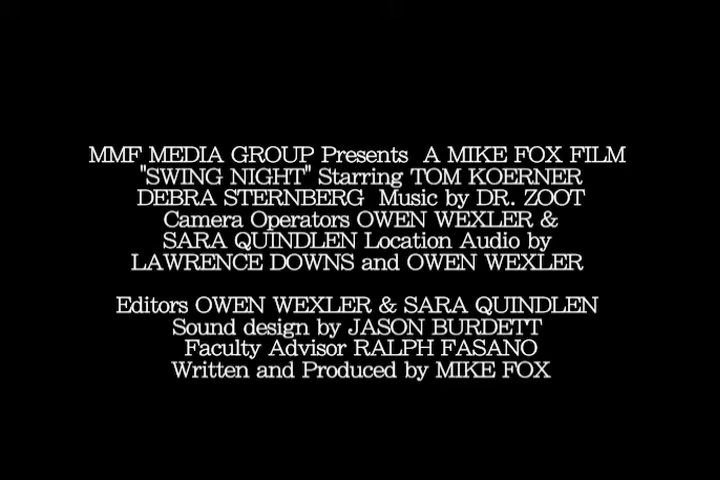 MMF MEDIA GROUP Presents  A MIKE FOX FILM
"SWING NIGHT" Starring TOM KOERNER
DEBRA STERNBERG  Music by DR. ZOOT
Camera Operators OWEN WEXLER &
SARA QUINDLEN Location Audio by
LAWRENCE DOWNS and OWEN WEXLER
Editors OWEN WEXLER & SARA QUINDLEN
Sound design by JASON BURDETT
Faculty Advisor RALPH FASANO
Written and Produced by MIKE FOX